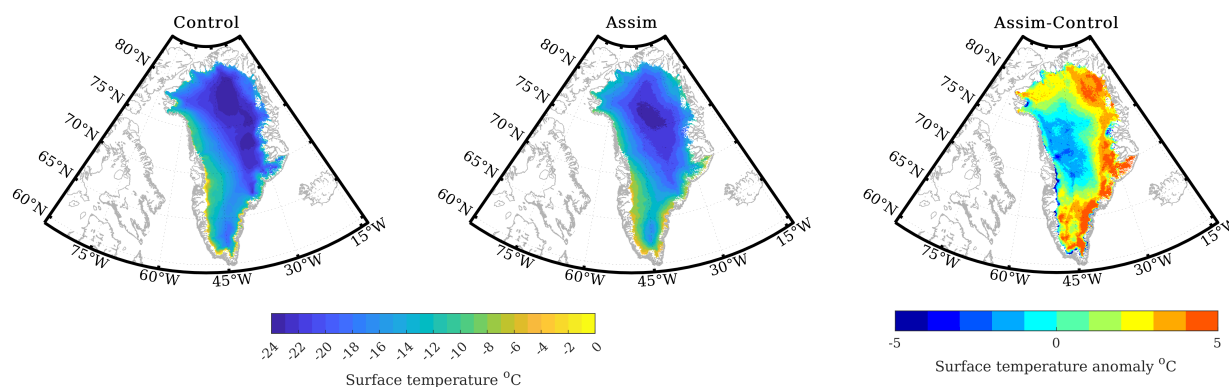 Control
80°N
75°N
70°N
65°N
60°N
75°W
60°W
45°W
30°W
15°W
Assim
80°N
75°N
70°N
65°N
60°N
75°W
60°W
45°W
30°W
15°W
Assim-Control
80°N
75°N
70°N
65°N
60°N
75°W
60°W
45°W
30°W
15°W
-24 -22 -20 -18 -16 -14 -12 -10 -8 -6 -4 -2 0
Surface temperature °C
-5 0 5
Surface temperature anomaly °C